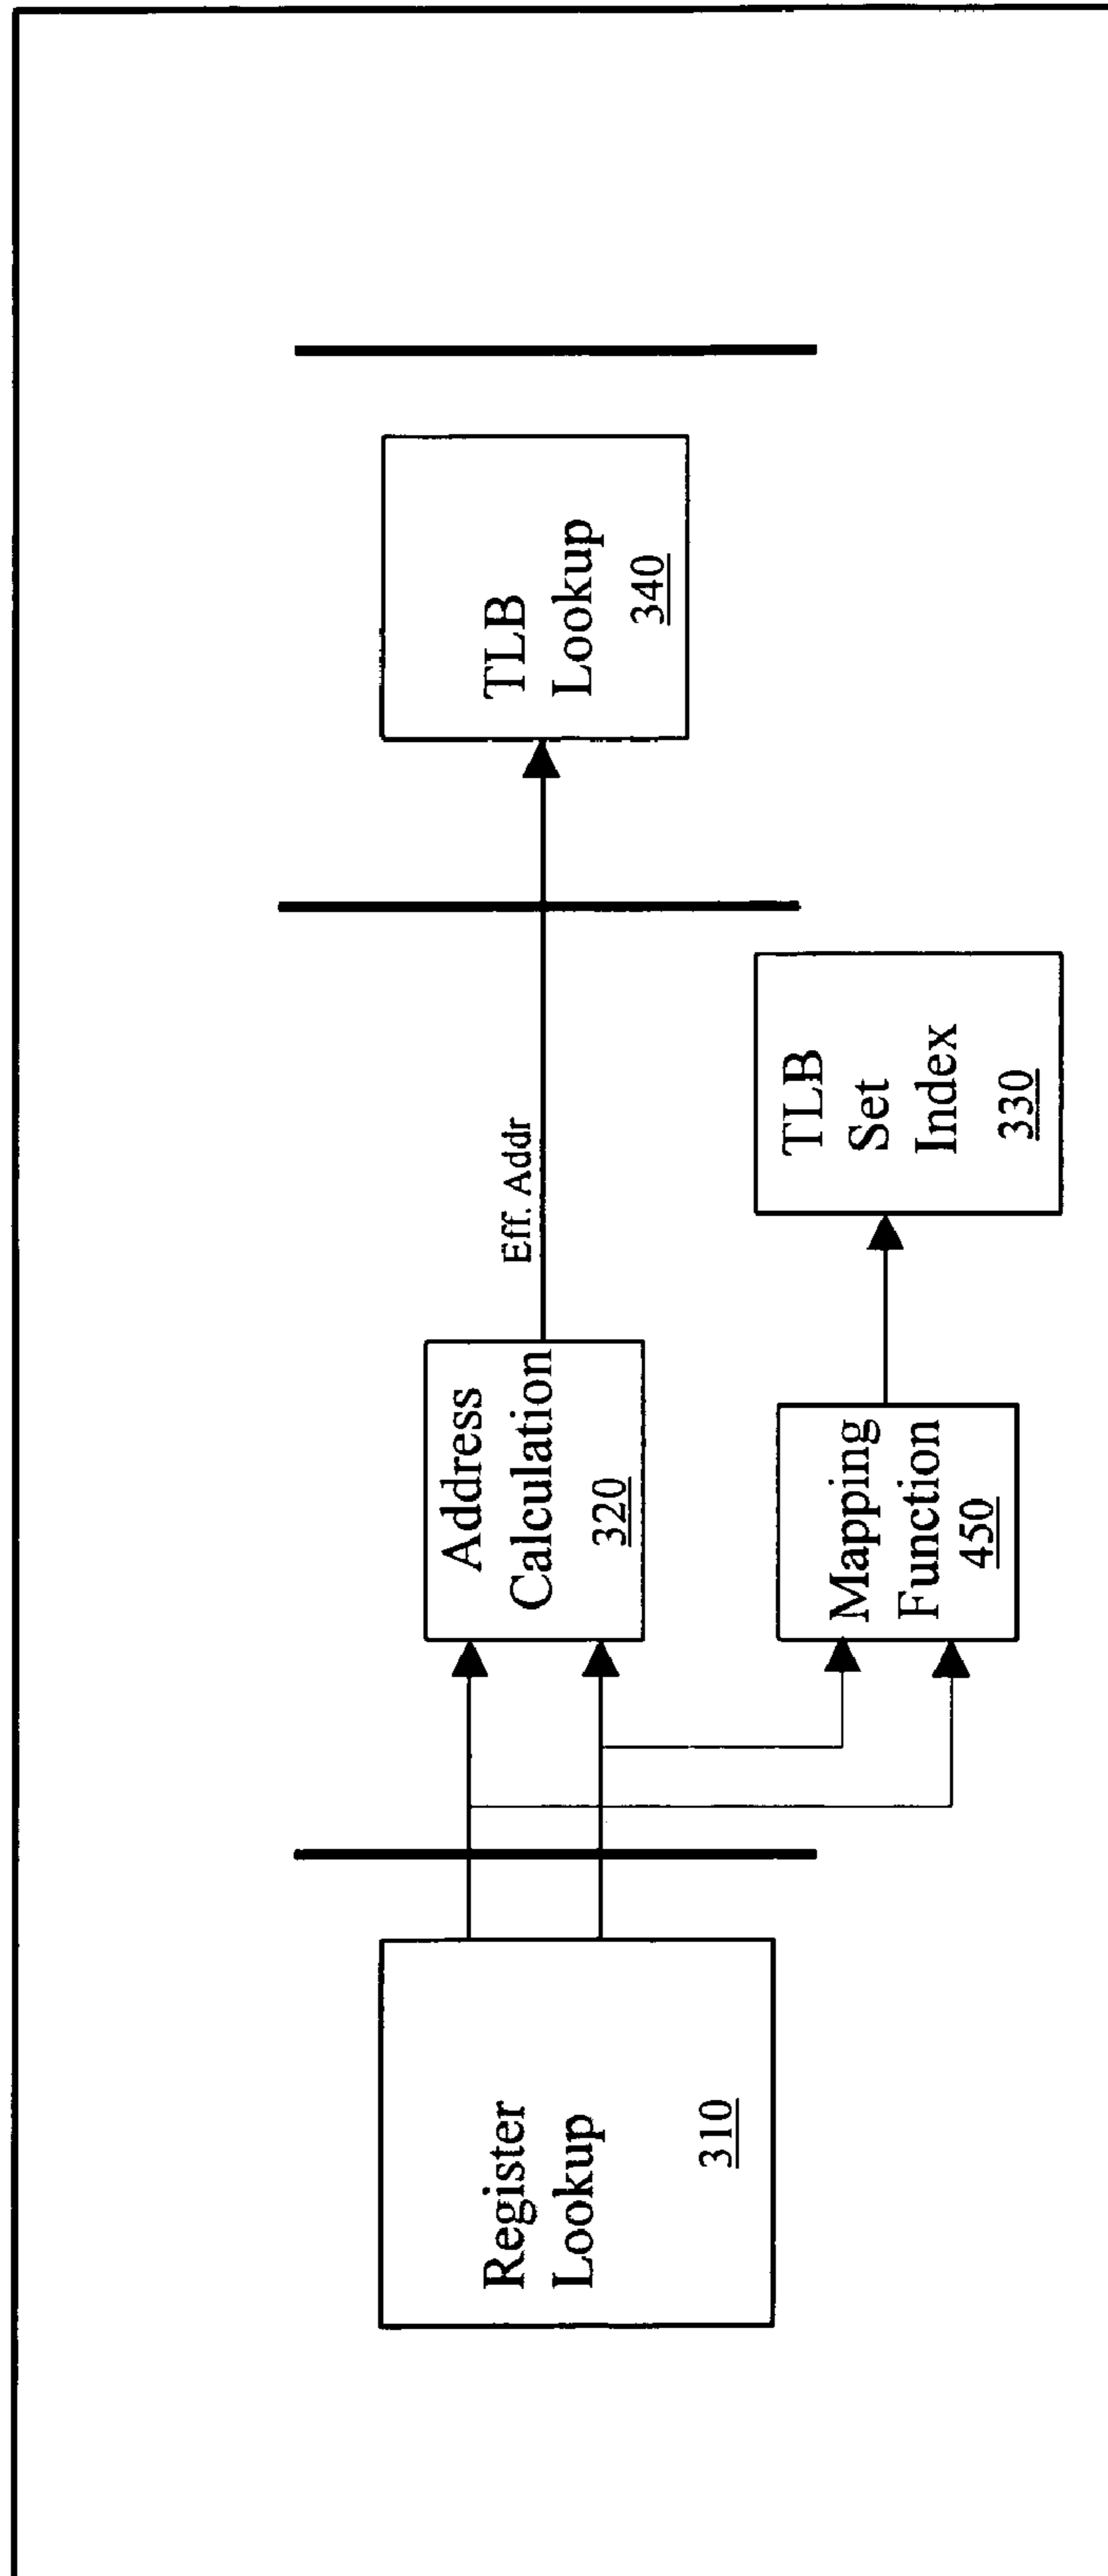 Register
Lookup
310
Address
Calculation
320
Eff. Addr
TLB
Lookup
340
Mapping
Function
450
TLB
Set
Index
330